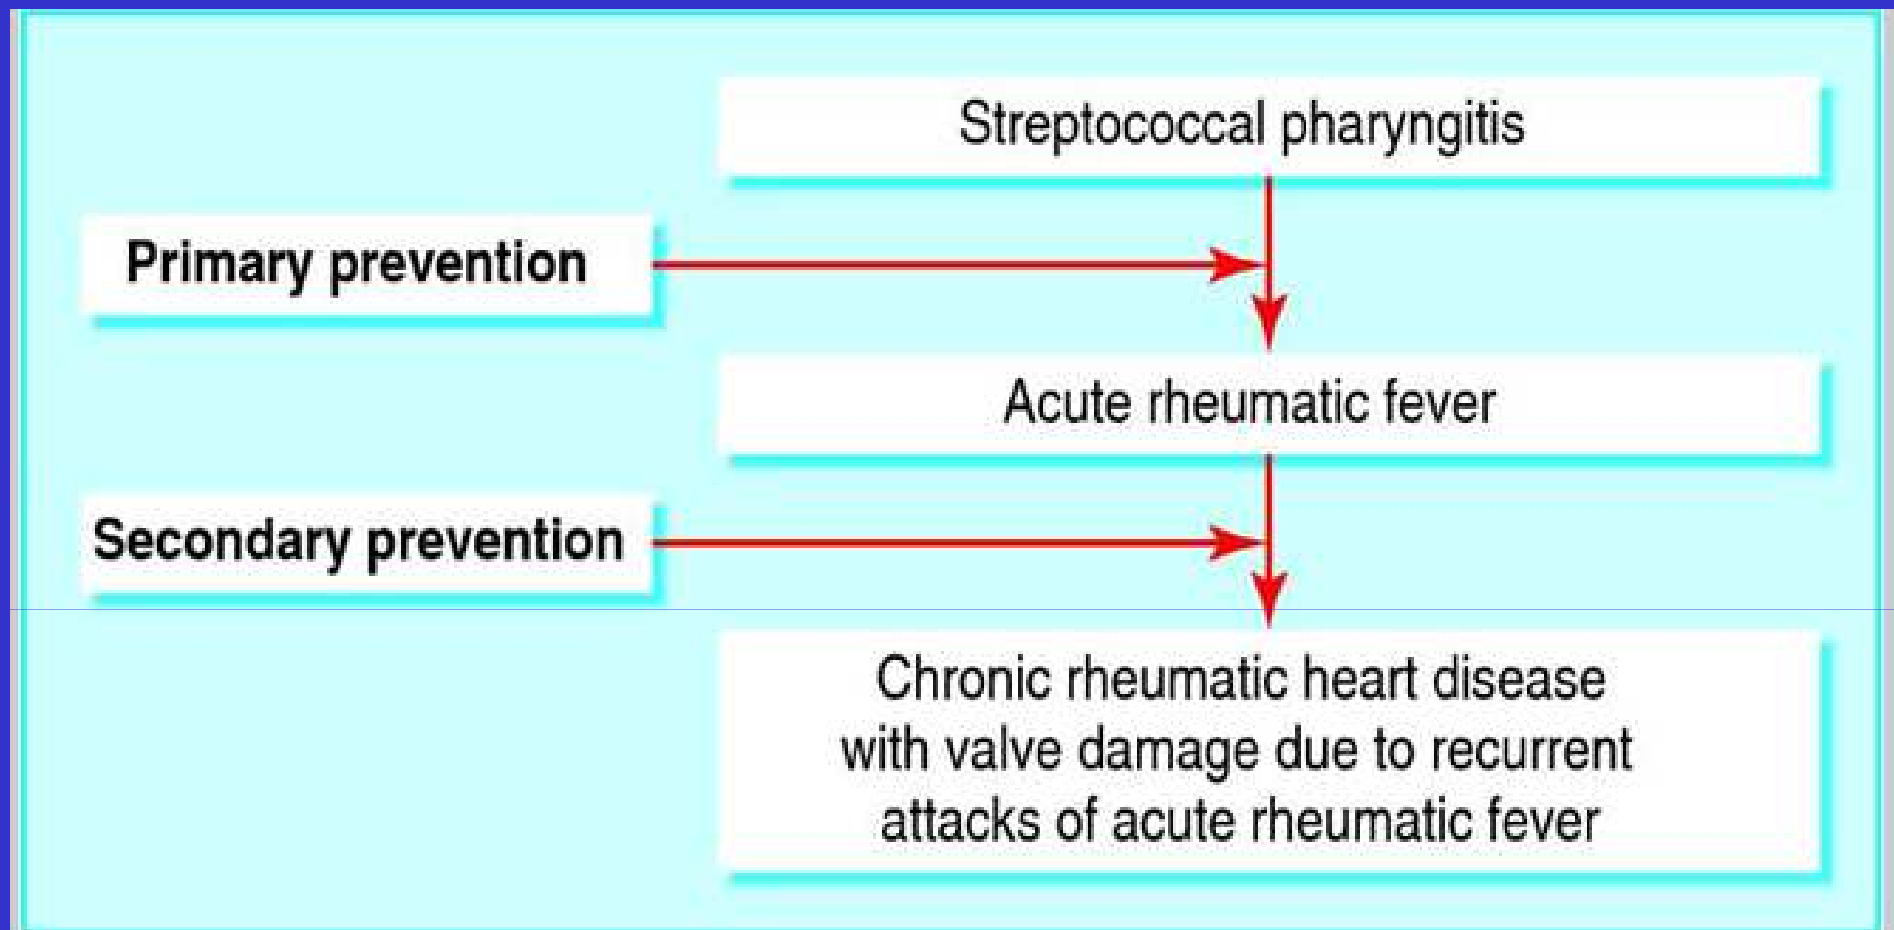 Streptococcal pharyngitis
Primary prevention
Acute rheumatic fever
Secondary prevention
Chronic rheumatic heart disease
with valve damage due to recurrent
attacks of acute rheumatic fever